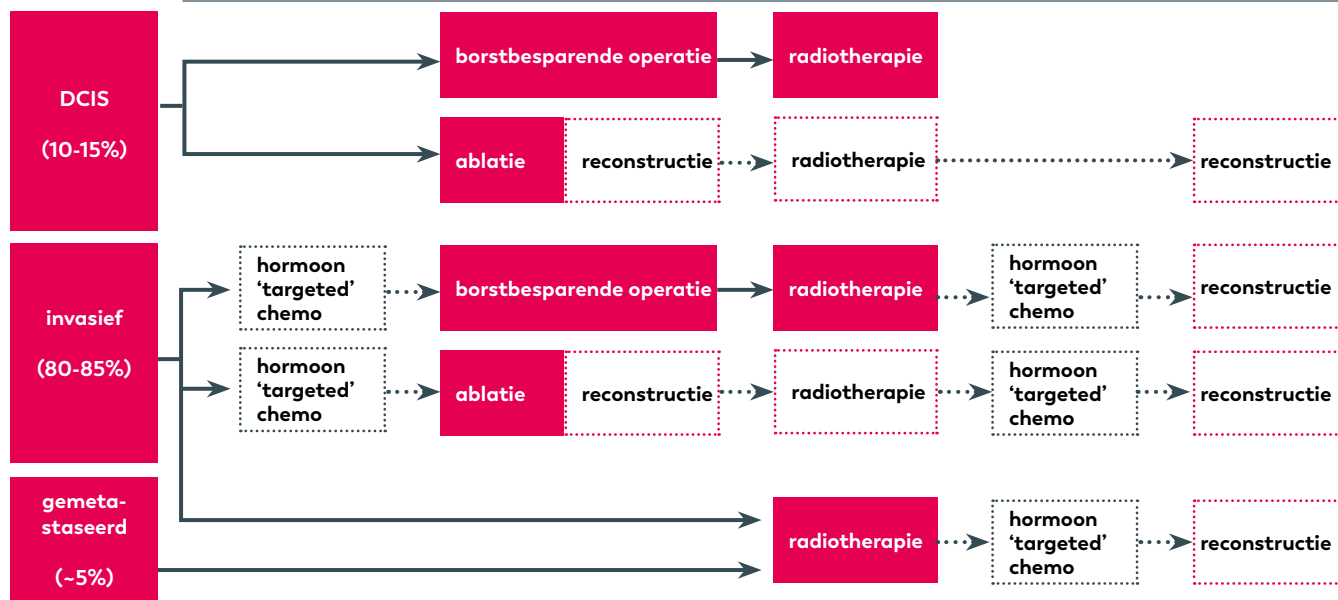 DCIS
(10-15%)
borstbesparende operatie
radiotherapie
ablatie
reconstructie
radiotherapie
reconstructie
invasief
(80-85%)
hormoon
‘targeted’
chemo
borstbesparende operatie
radiotherapie
hormoon
‘targeted’
chemo
reconstructie
hormoon
‘targeted’
chemo
ablatie
reconstructie
radiotherapie
hormoon
‘targeted’
chemo
reconstructie
gemeta-
staseerd
(~5%)
radiotherapie
hormoon
‘targeted’
chemo
reconstructie